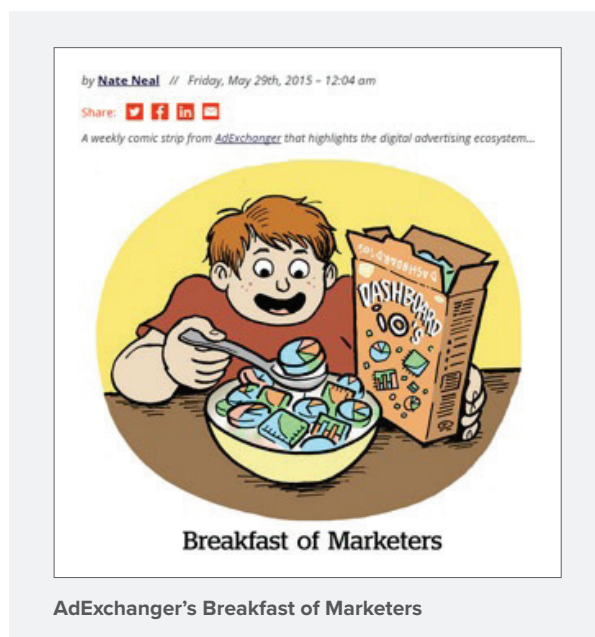 by Nate Neal // Friday, May 29th, 2015 – 12:04 am
Share:
A weekly comic strip from AdExchanger that highlights the digital advertising ecosystem...
DASHBOARD
iO'S
Breakfast of Marketers
AdExchanger’s Breakfast of Marketers